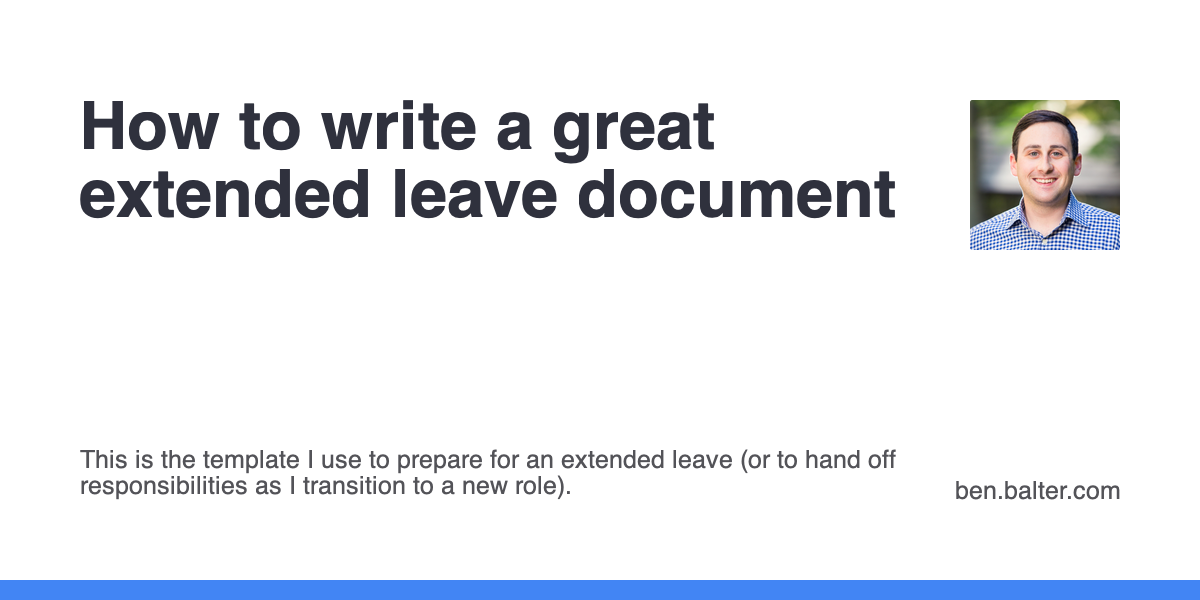 How to write a great
extended leave document
This is the template I use to prepare for an extended leave (or to hand off
responsibilities as I transition to a new role).
ben.balter.com